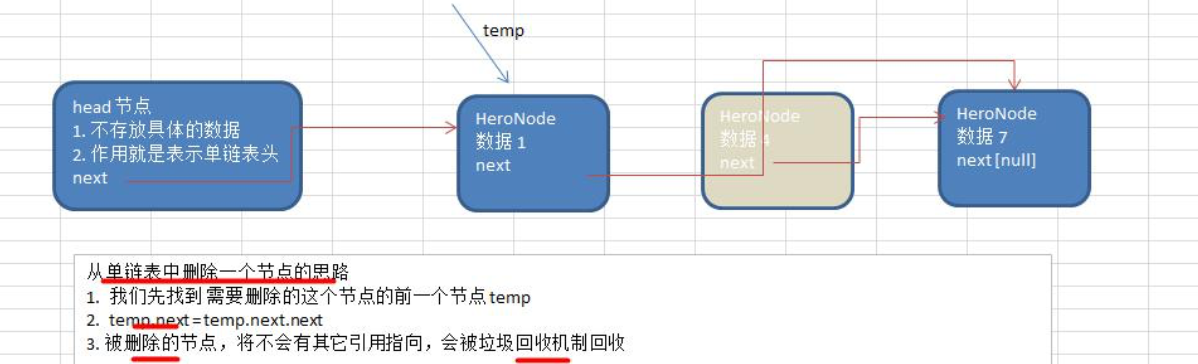 temp
head 节点
1. 不存放具体的数据
2. 作用就是表示单链表头
next
HeroNode
数据 1
next
HeroNode
数据 4
next
HeroNode
数据 7
next [null]
从单链表中删除一个节点的思路
1. 我们先找到 需要删除的这个节点的前一个节点 temp
2. temp.next=temp.next.next
3. 被删除的节点，将不会有其它引用指向，会被垃圾回收机制回收